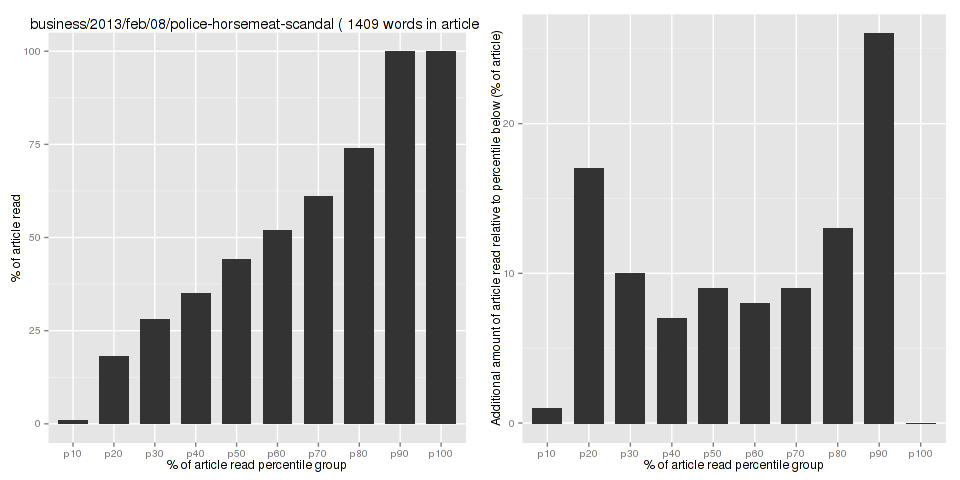 business/2013/feb/08/police-horsemeat-scandal ( 1409 words in article
100
75
50
25
0
% of article read
p10 p20 p30 p40 p50 p60 p70 p80 p90 p100
% of article read percentile group
20
10
0
Additional amount of article read relative to percentile below (% of article)
p10 p20 p30 p40 p50 p60 p70 p80 p90 p100
% of article read percentile group